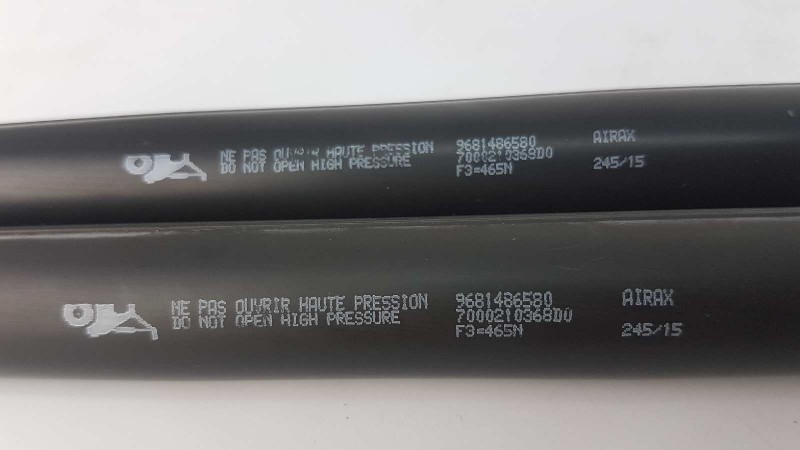 NE PAS OUVRIR HAUTE PRESSION 9681486580 AIRAX
DO NOT OPEN HIGH PRESSURE 7000210368D0 245/15
F3=465N
NE PAS OUVRIR HAUTE PRESSION 9681486580 AIRAX
DO NOT OPEN HIGH PRESSURE 7000210368D0
F3=465N 245/15